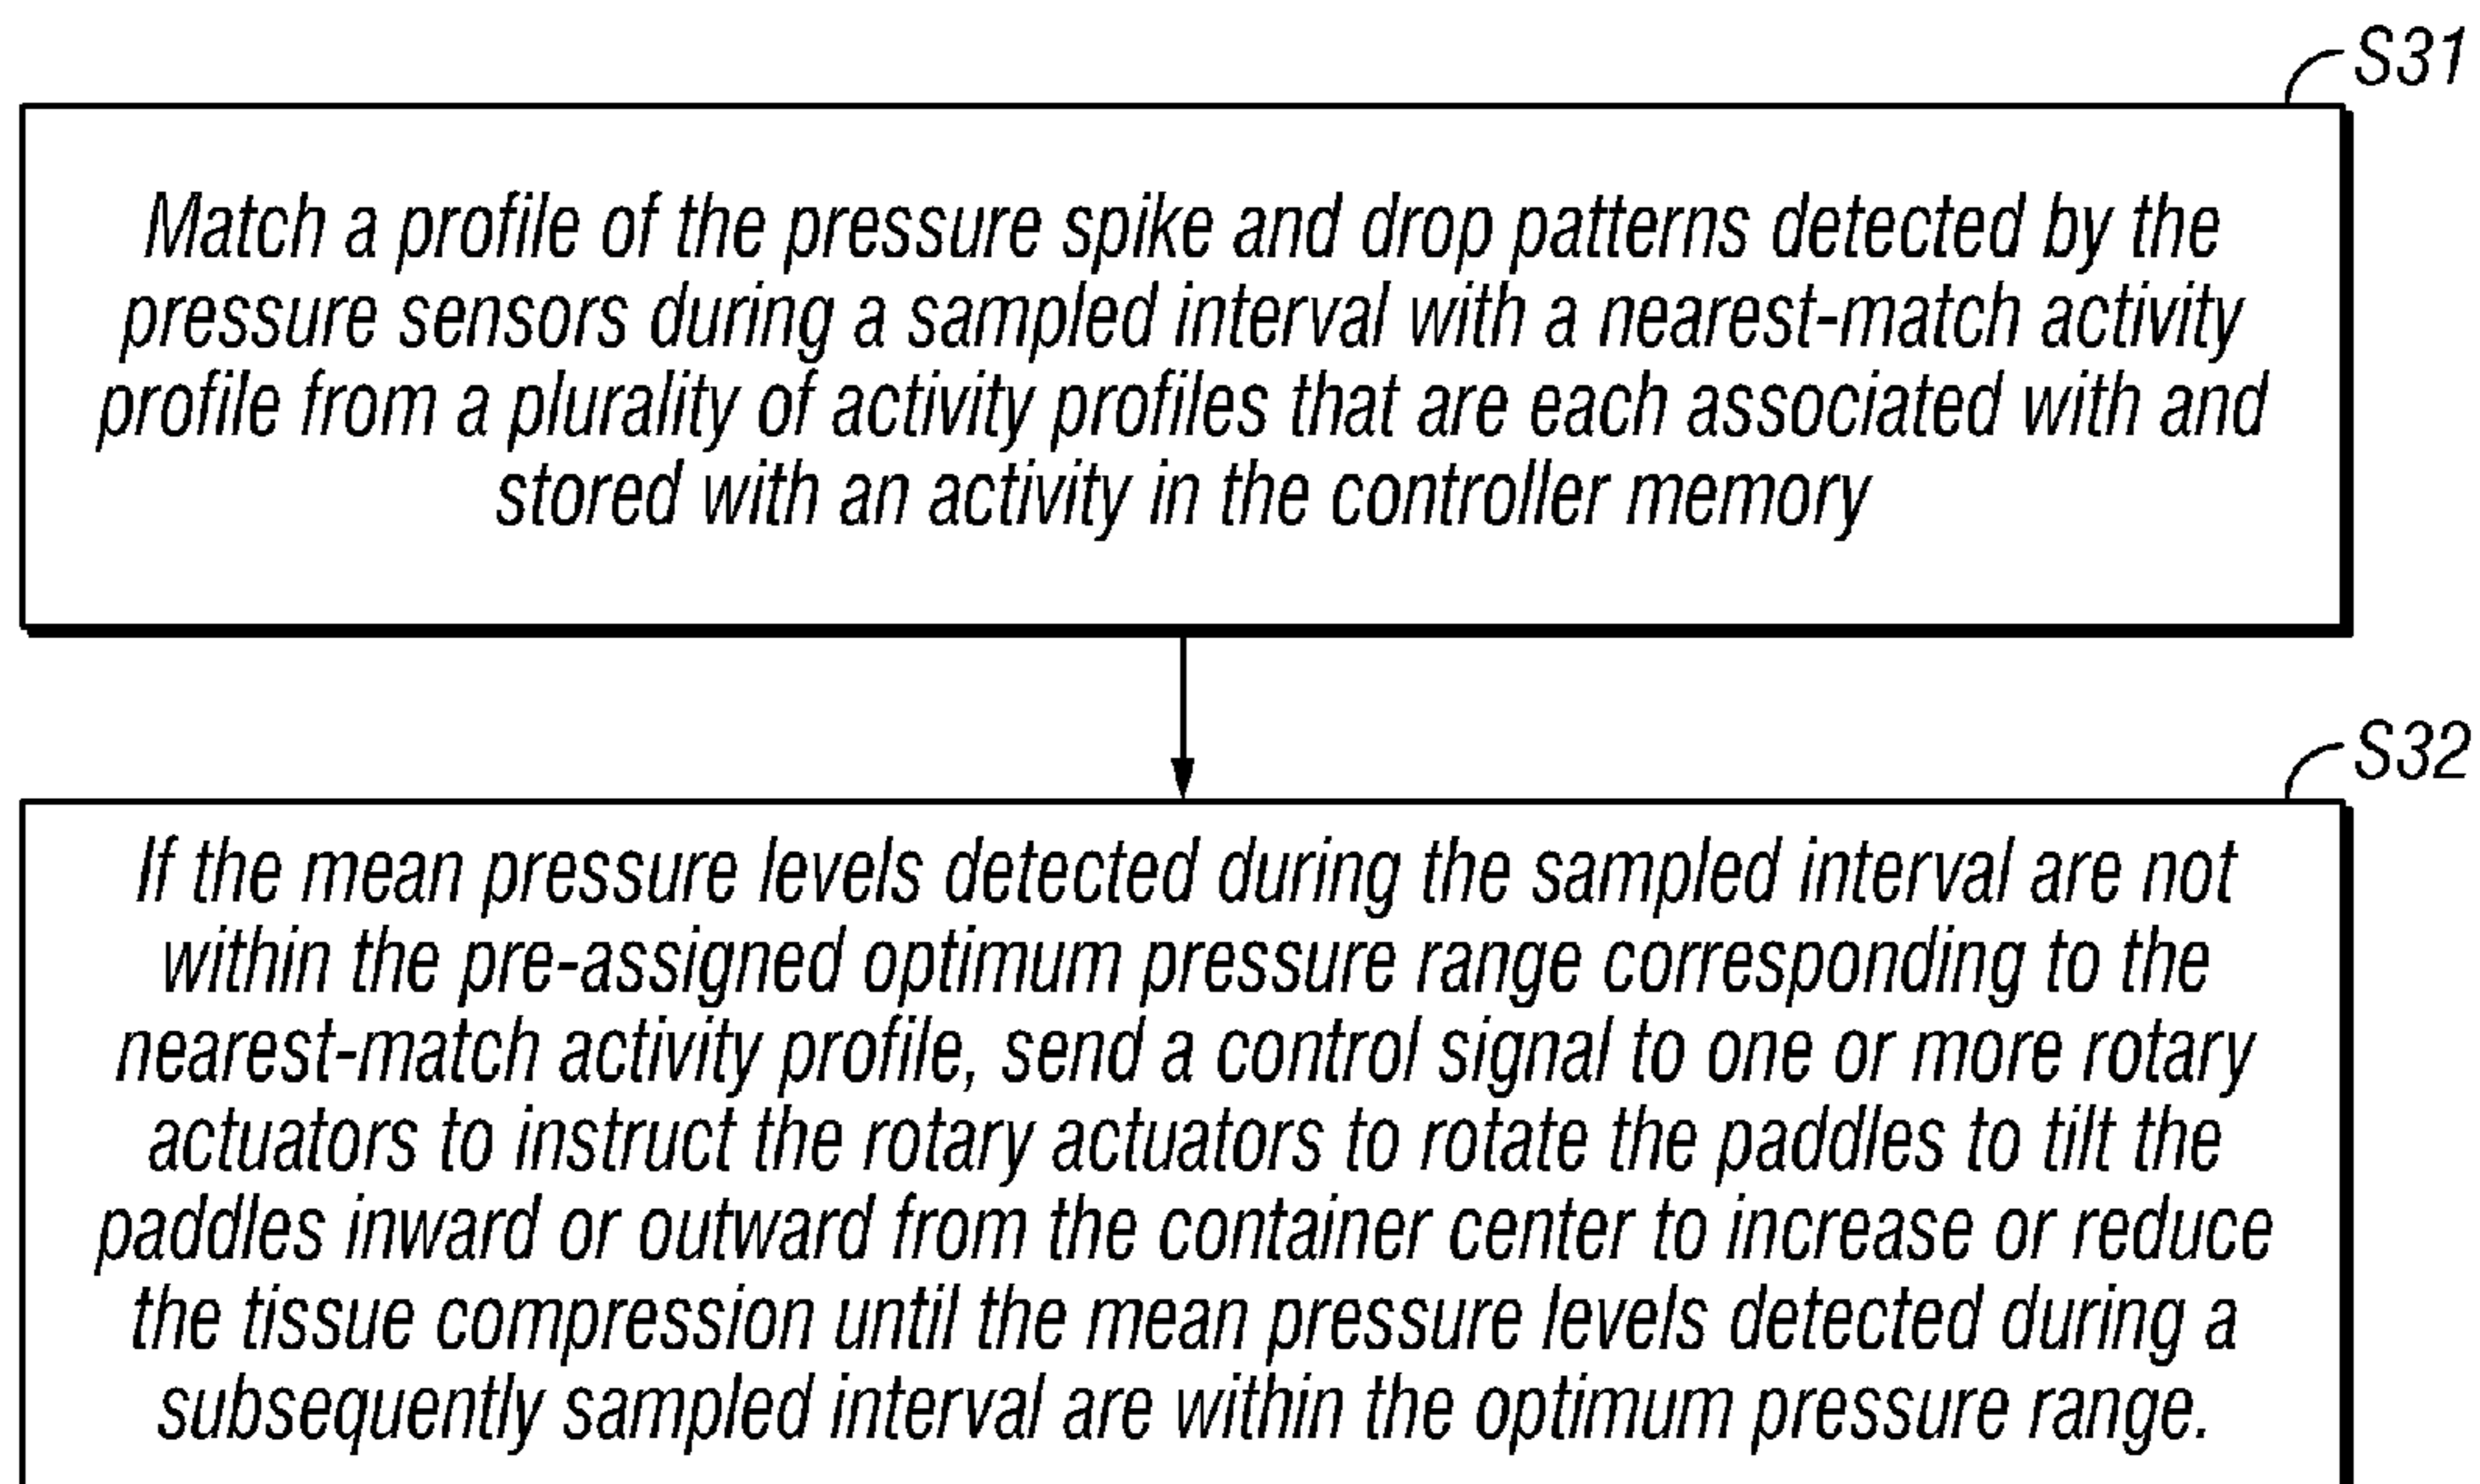 S31
Match a profile of the pressure spike and drop patterns detected by the
pressure sensors during a sampled interval with a nearest-match activity
profile from a plurality of activity profiles that are each associated with and
stored with an activity in the controller memory
S32
If the mean pressure levels detected during the sampled interval are not
within the pre-assigned optimum pressure range corresponding to the
nearest-match activity profile, send a control signal to one or more rotary
actuators to instruct the rotary actuators to rotate the paddles to tilt the
paddles inward or outward from the container center to increase or reduce
the tissue compression until the mean pressure levels detected during a
subsequently sampled interval are within the optimum pressure range.